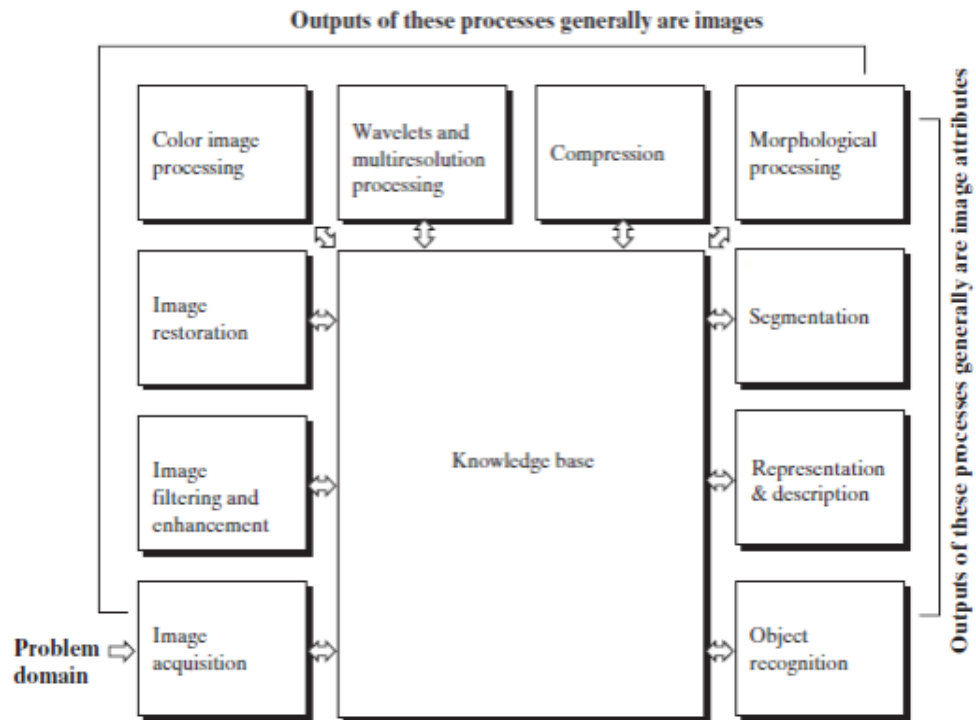 Outputs of these processes generally are images
Color image
processing
Wavelets and
multiresolution
processing
Compression
Morphological
processing
Image
restoration
Segmentation
Image
filtering and
enhancement
Knowledge base
Representation
& description
Problem
domain
Image
acquisition
Object
recognition
Outputs of these processes generally are image attributes